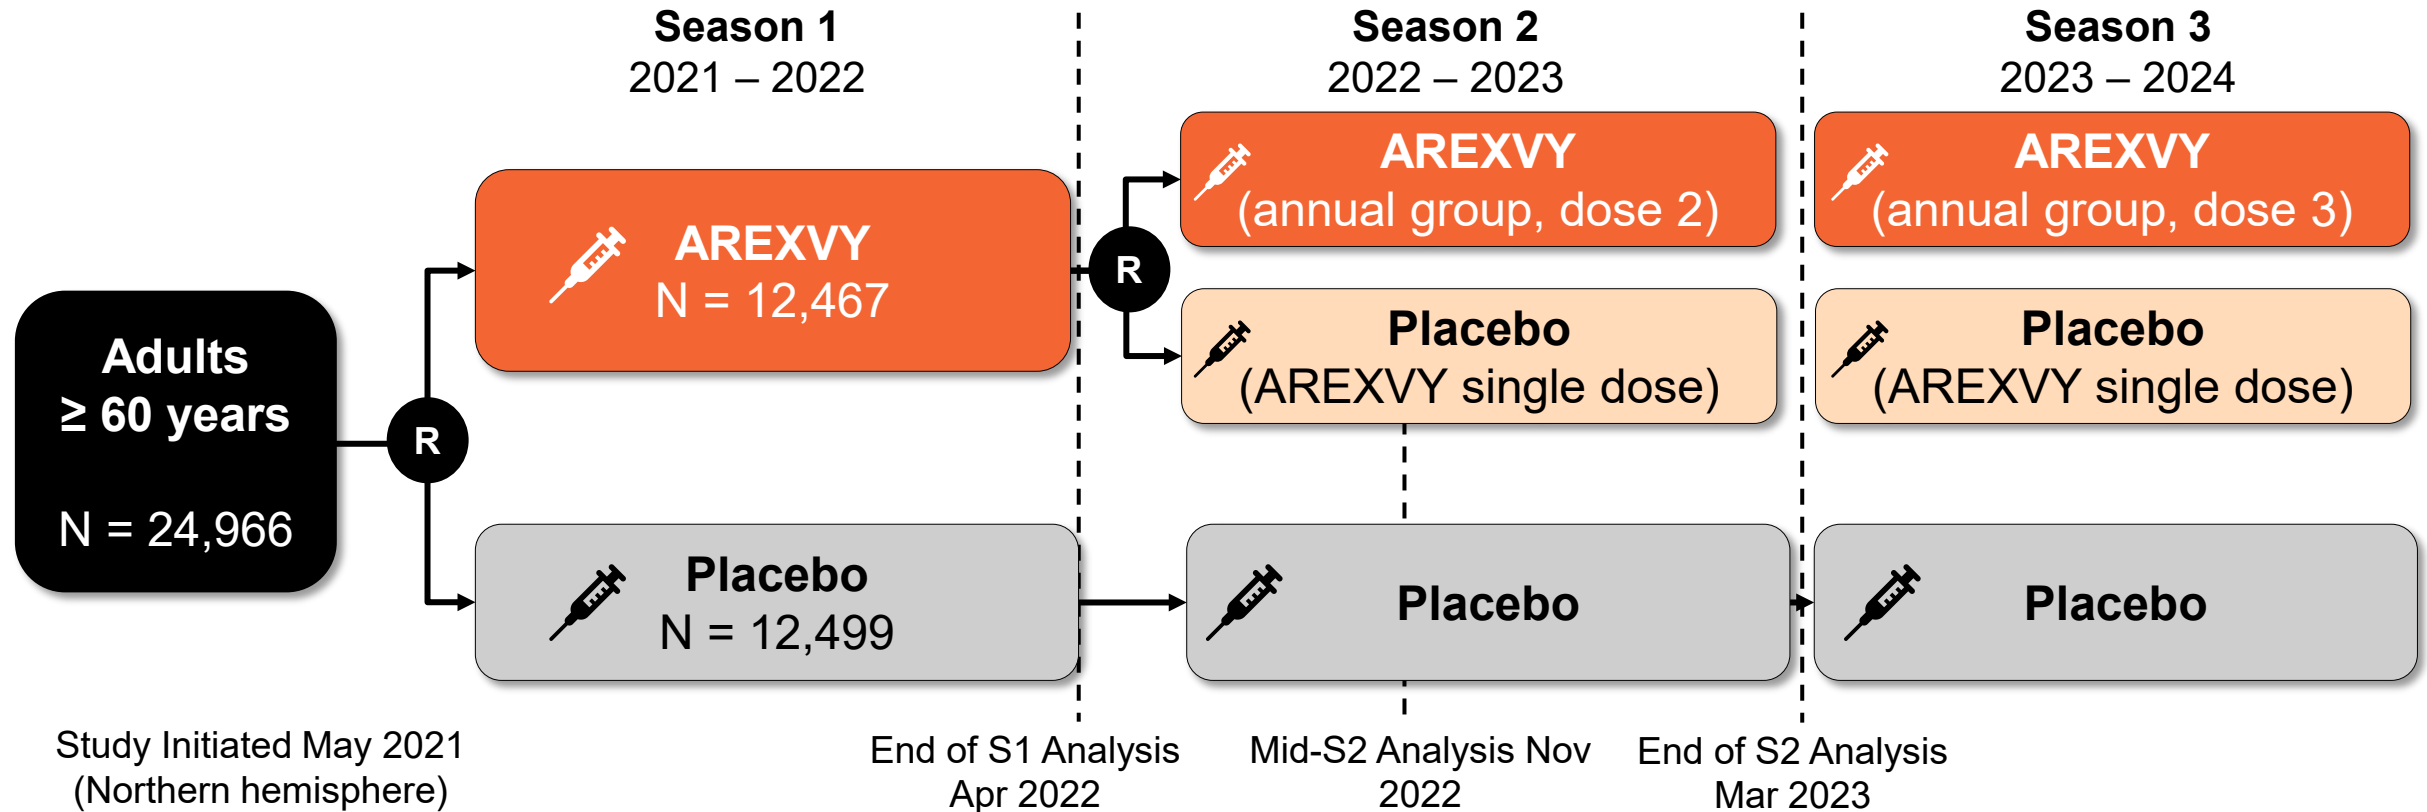 Season 1
2021 – 2022
Season 2
2022 – 2023
Season 3
2023 – 2024
Adults
≥ 60 years
N = 24,966
R
AREXVY
N = 12,467
Placebo
N = 12,499
R
AREXVY
(annual group, dose 2)
Placebo
(AREXVY single dose)
Placebo
AREXVY
(annual group, dose 3)
Placebo
(AREXVY single dose)
Placebo
Study Initiated May 2021
(Northern hemisphere)
End of S1 Analysis
Apr 2022
Mid-S2 Analysis Nov
2022
End of S2 Analysis
Mar 2023